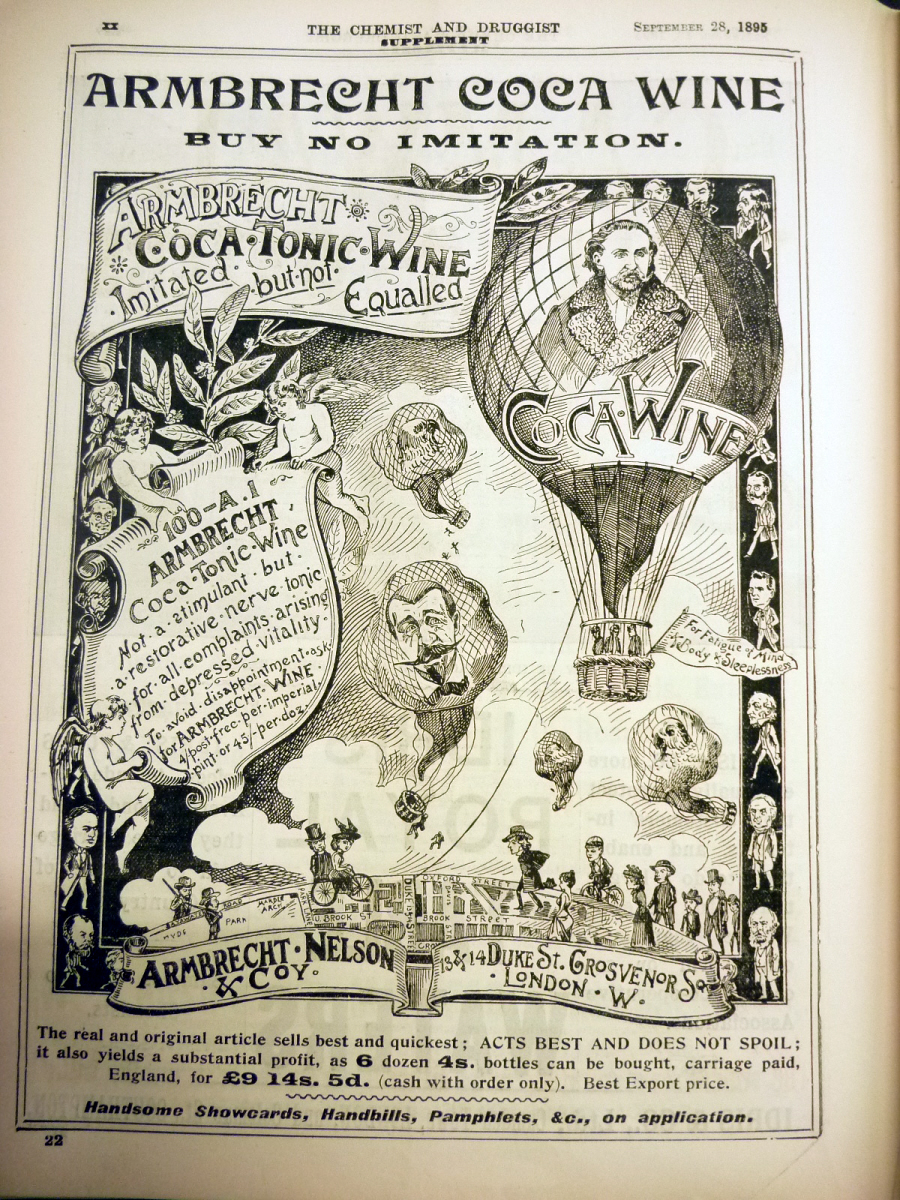 II
THE CHEMIST AND DRUGGIST
SUPPLEMENT
SEPTEMBER 28, 1895
ARMBRECHT COCA WINE
BUY NO IMITATION.
ARMBRECHT
COCA·TONIC·WINE
Imitated·but·not·
Equalled
COCA·WINE
100-A.1
ARMBRECHT
Coca·Tonic·Wine
Not·a·stimulant·but·
a·restorative·nerve·tonic
for·all·complaints·arising
from·depressed·vitality·
To·avoid·disappointment·ask
for ARMBRECHT·WINE·
4/post·free·per·imperial
pint·or 45/·per·doz.
For Fatigue of Mind
& Body & Sleeplessness
OXFORD STREET
ROAD
MARBLE
ARCH
HYDE PARK
U. BROOK ST
DUKE STREET
BROOK STREET
ARMBRECHT·NELSON
& COY·
13 & 14 DUKE ST. GROSVENOR Sq
·LONDON·W.
The real and original article sells best and quickest; ACTS BEST AND DOES NOT SPOIL;
it also yields a substantial profit, as 6 dozen 4s. bottles can be bought, carriage paid,
England, for £9 14s. 5d. (cash with order only). Best Export price.
Handsome Showcards, Handbills, Pamphlets, &c., on application.
22